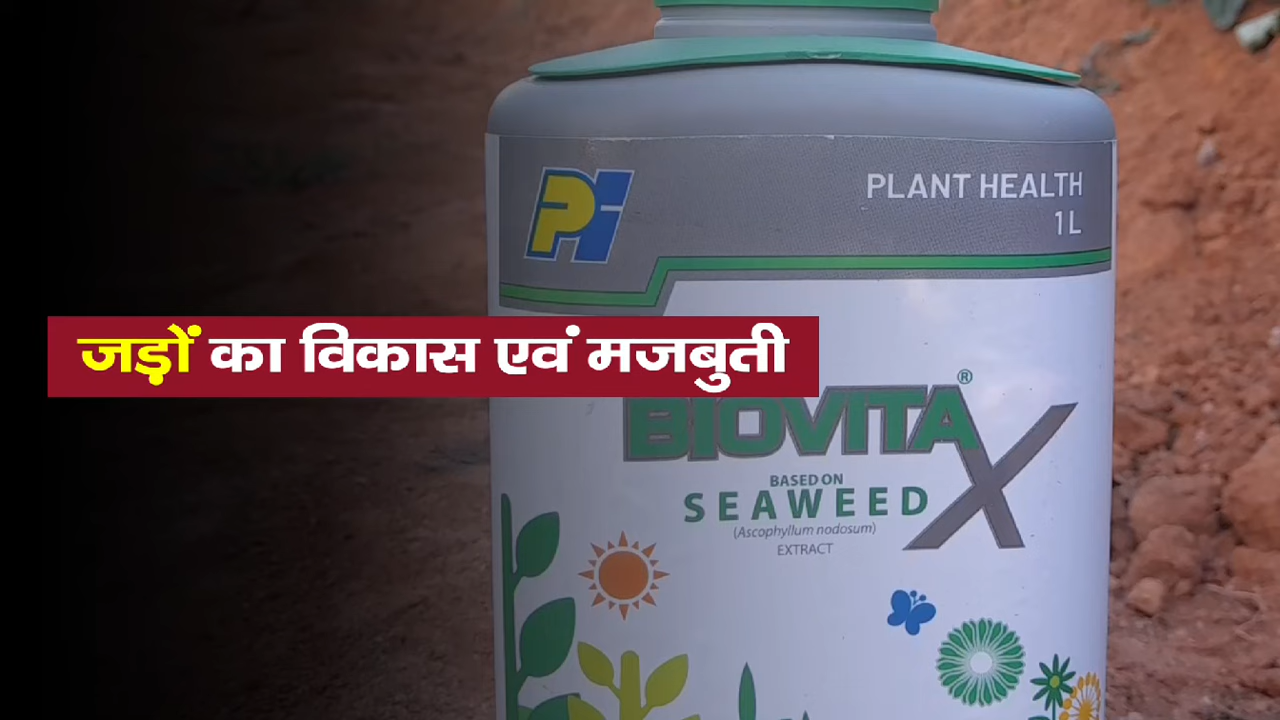 PI
PLANT HEALTH
1L
जड़ों का विकास एवं मजबुती
BIOVITA®
X
BASED ON
SEAWEED
(Ascophyllum nodosum)
EXTRACT